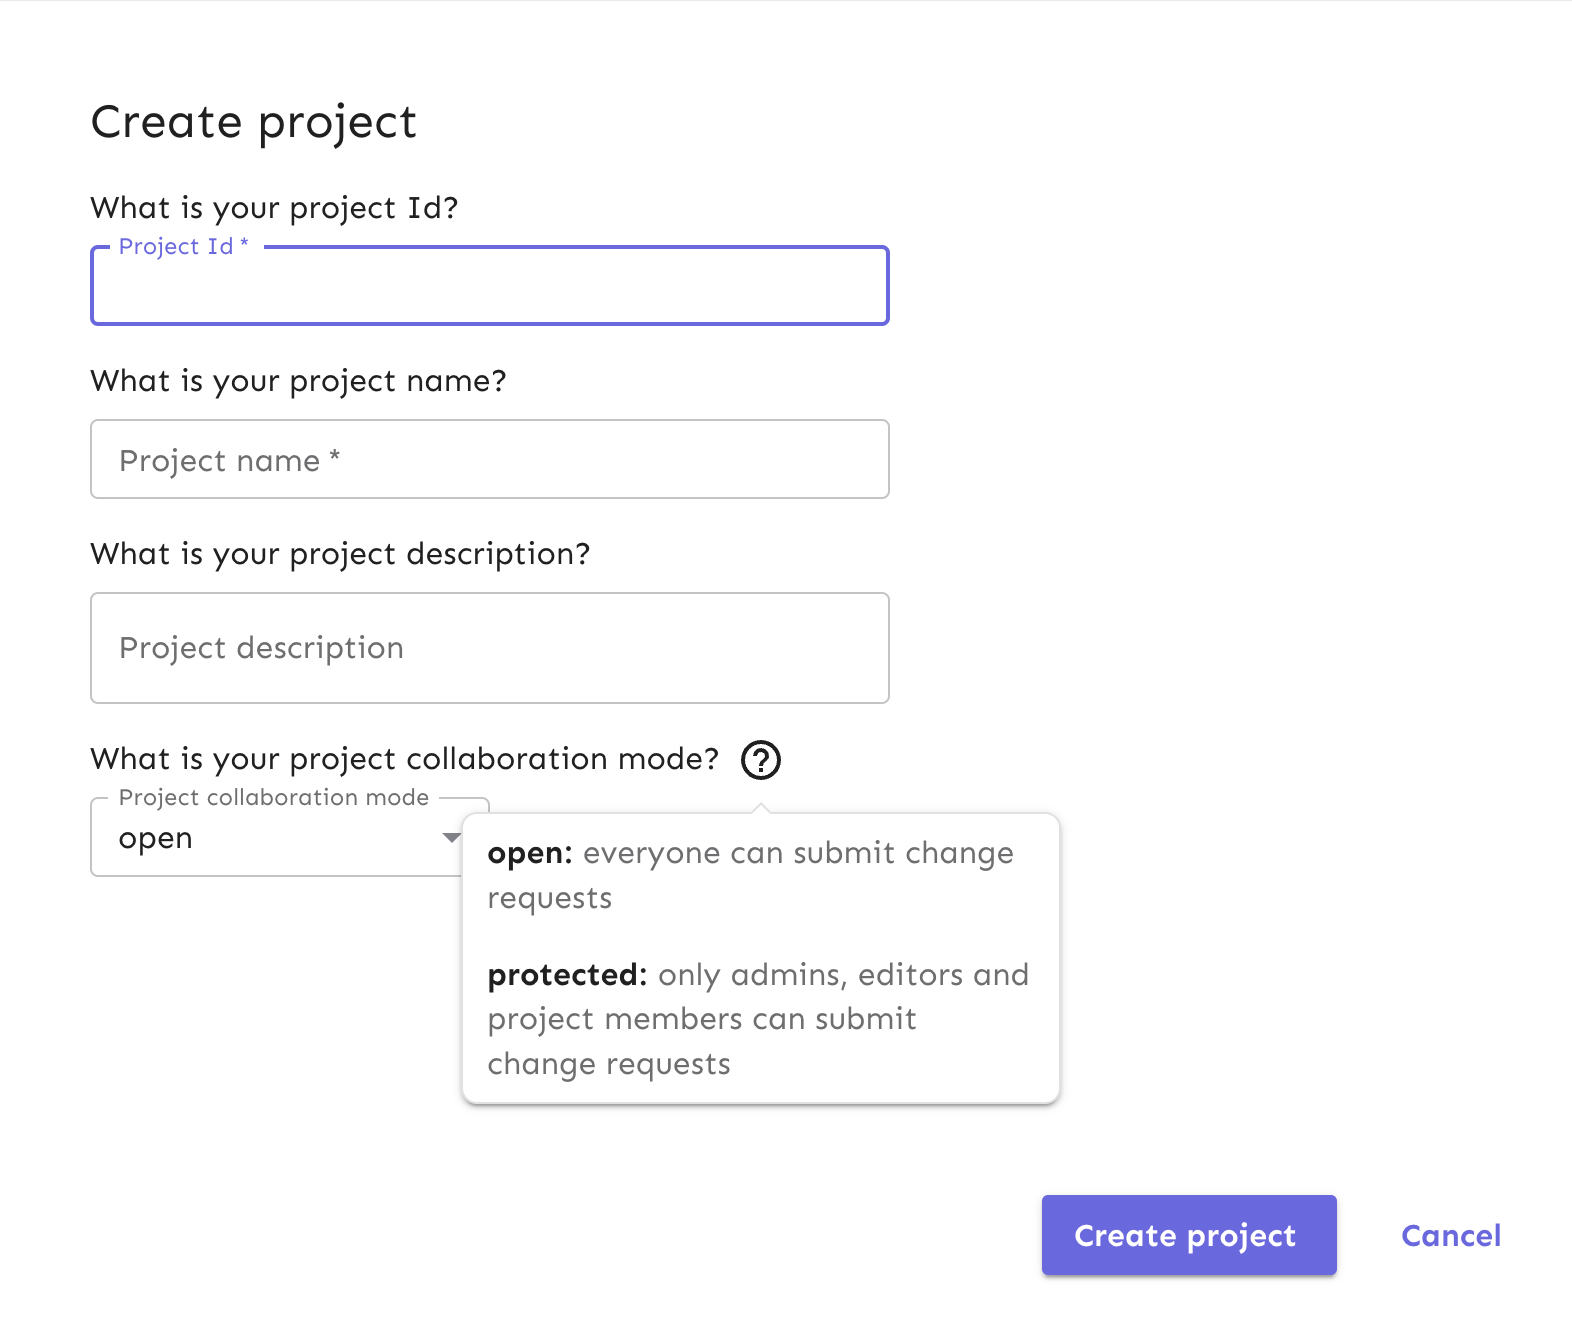 Create project
What is your project Id?
Project Id *
What is your project name?
Project name *
What is your project description?
Project description
What is your project collaboration mode?
Project collaboration mode
open
open: everyone can submit change
requests
protected: only admins, editors and
project members can submit
change requests
Create project
Cancel